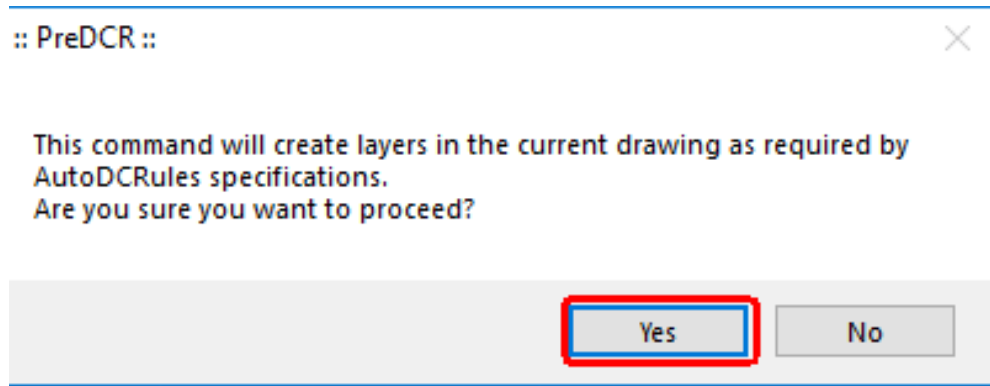 :: PreDCR ::
This command will create layers in the current drawing as required by
AutoDCRules specifications.
Are you sure you want to proceed?
Yes
No